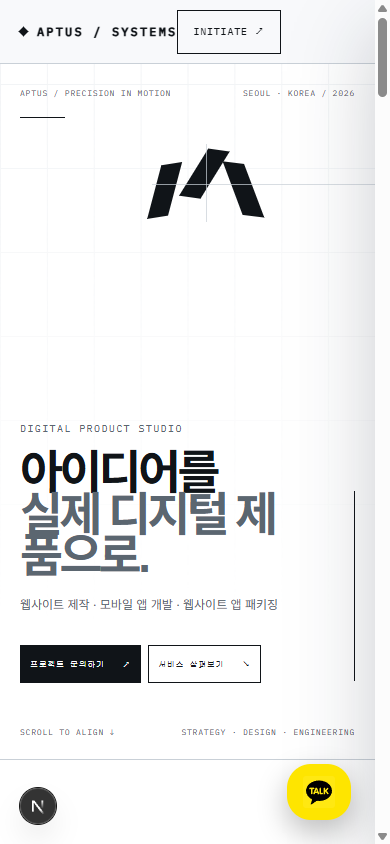 ◆ APTUS / SYSTEMS
INITIATE ↗
APTUS / PRECISION IN MOTION
SEOUL · KOREA / 2026
DIGITAL PRODUCT STUDIO
아이디어를
실제 디지털 제
품으로.
웹사이트 제작 · 모바일 앱 개발 · 웹사이트 앱 패키징
프로젝트 문의하기 ↗
서비스 살펴보기 ↘
SCROLL TO ALIGN ↓
STRATEGY · DESIGN · ENGINEERING
N
TALK